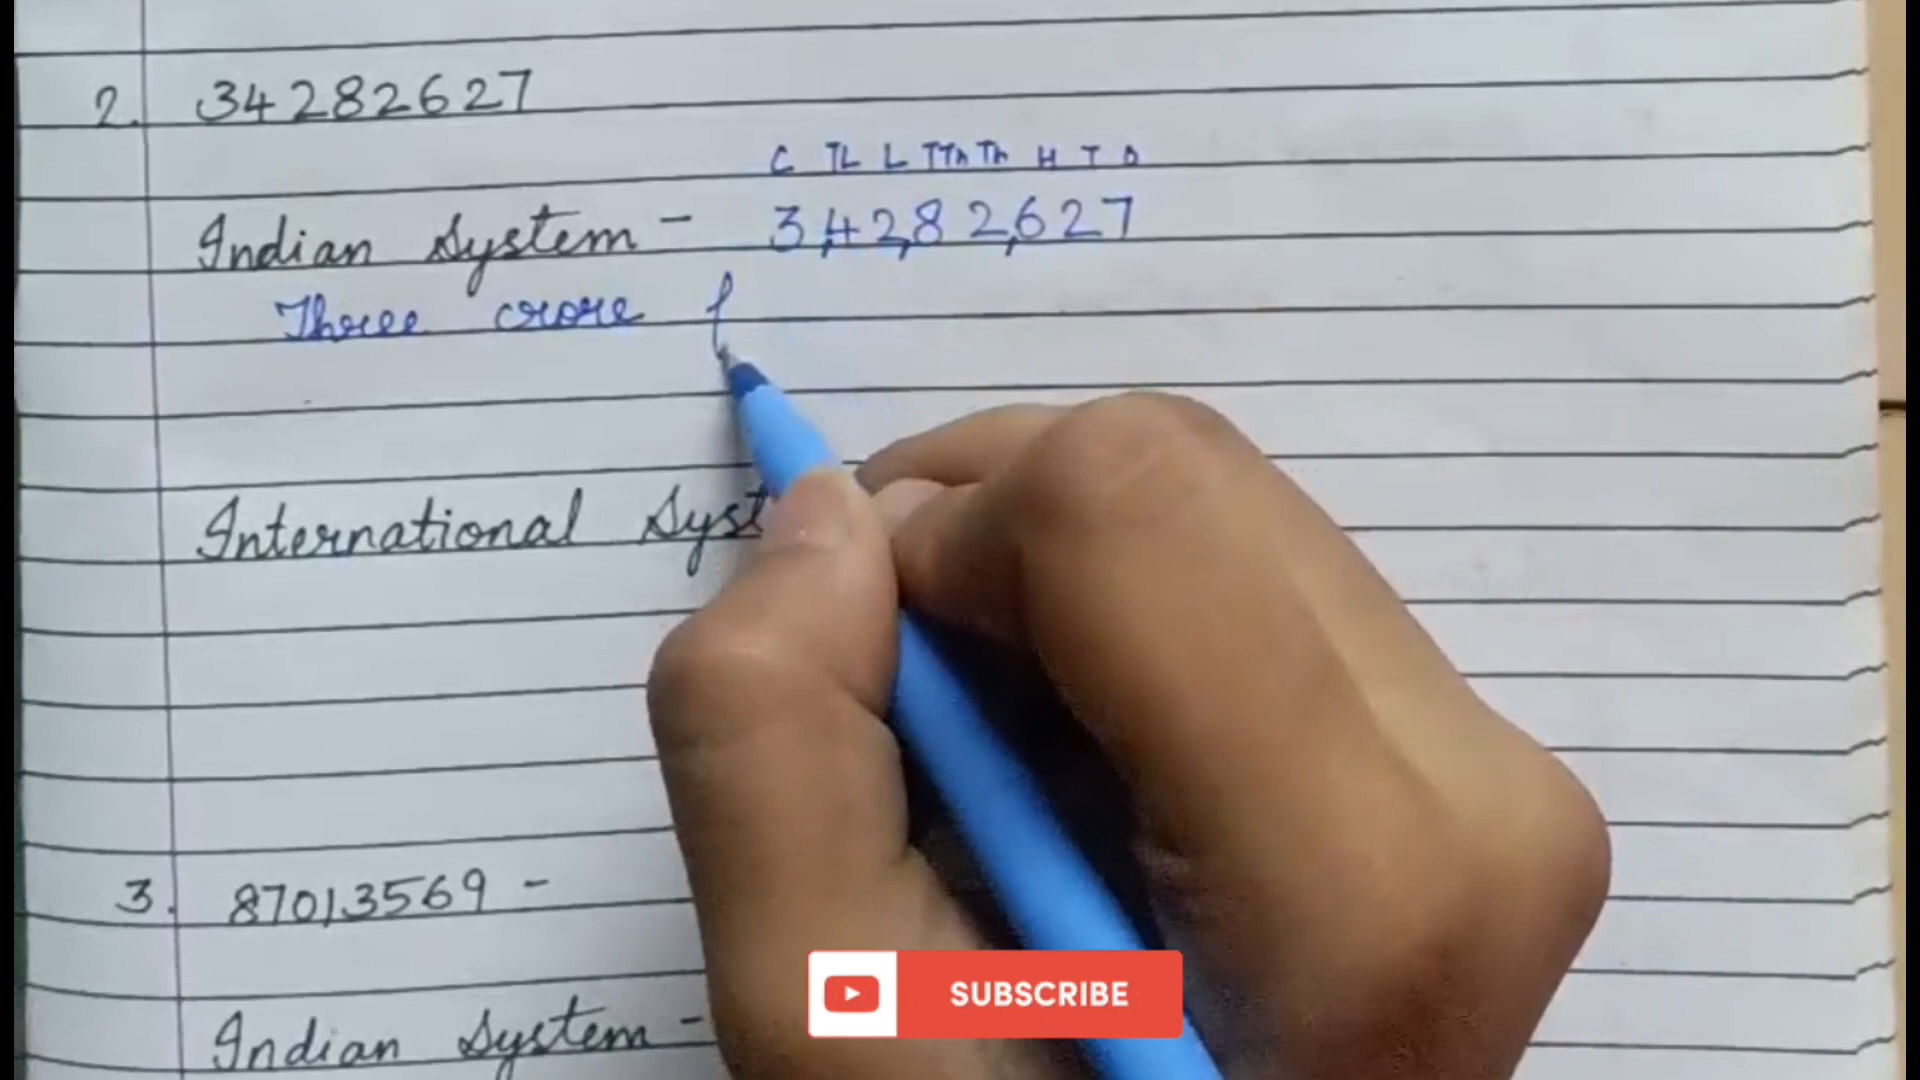 2. 34282627
C TL L TTh Th H T O
Indian System - 3,42,82,627
Three crore f
International Syst
3. 87013569 -
SUBSCRIBE
Indian System -